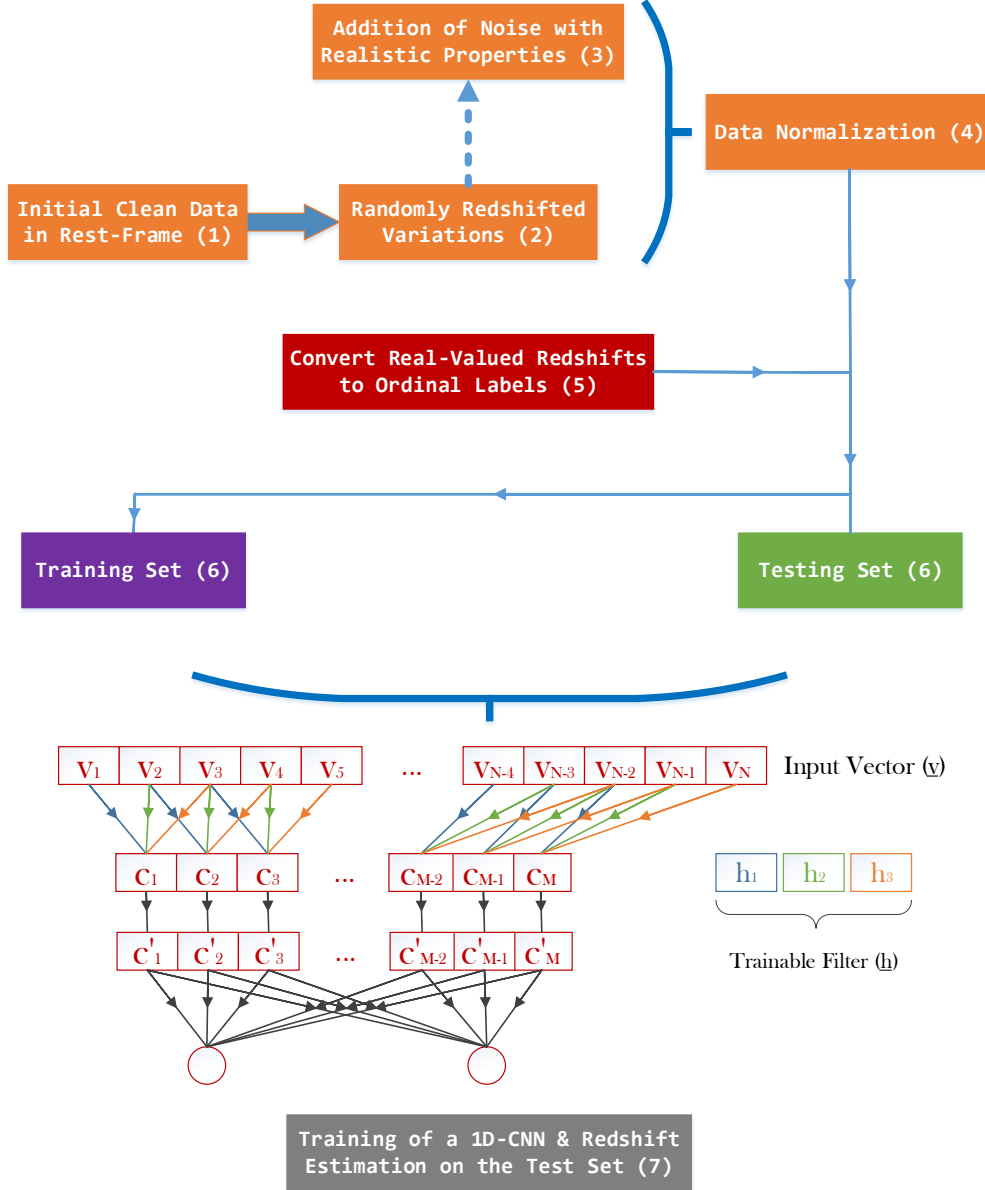 Addition of Noise with
Realistic Properties (3)
Data Normalization (4)
Initial Clean Data
in Rest-Frame (1)
Randomly Redshifted
Variations (2)
Convert Real-Valued Redshifts
to Ordinal Labels (5)
Training Set (6)
Testing Set (6)
V1 V2 V3 V4 V5 ... VN-4 VN-3 VN-2 VN-1 VN
Input Vector (v)
C1 C2 C3 ... CM-2 CM-1 CM
h1 h2 h3
C'1 C'2 C'3 ... C'M-2 C'M-1 C'M
Trainable Filter (h)
Training of a 1D-CNN & Redshift
Estimation on the Test Set (7)